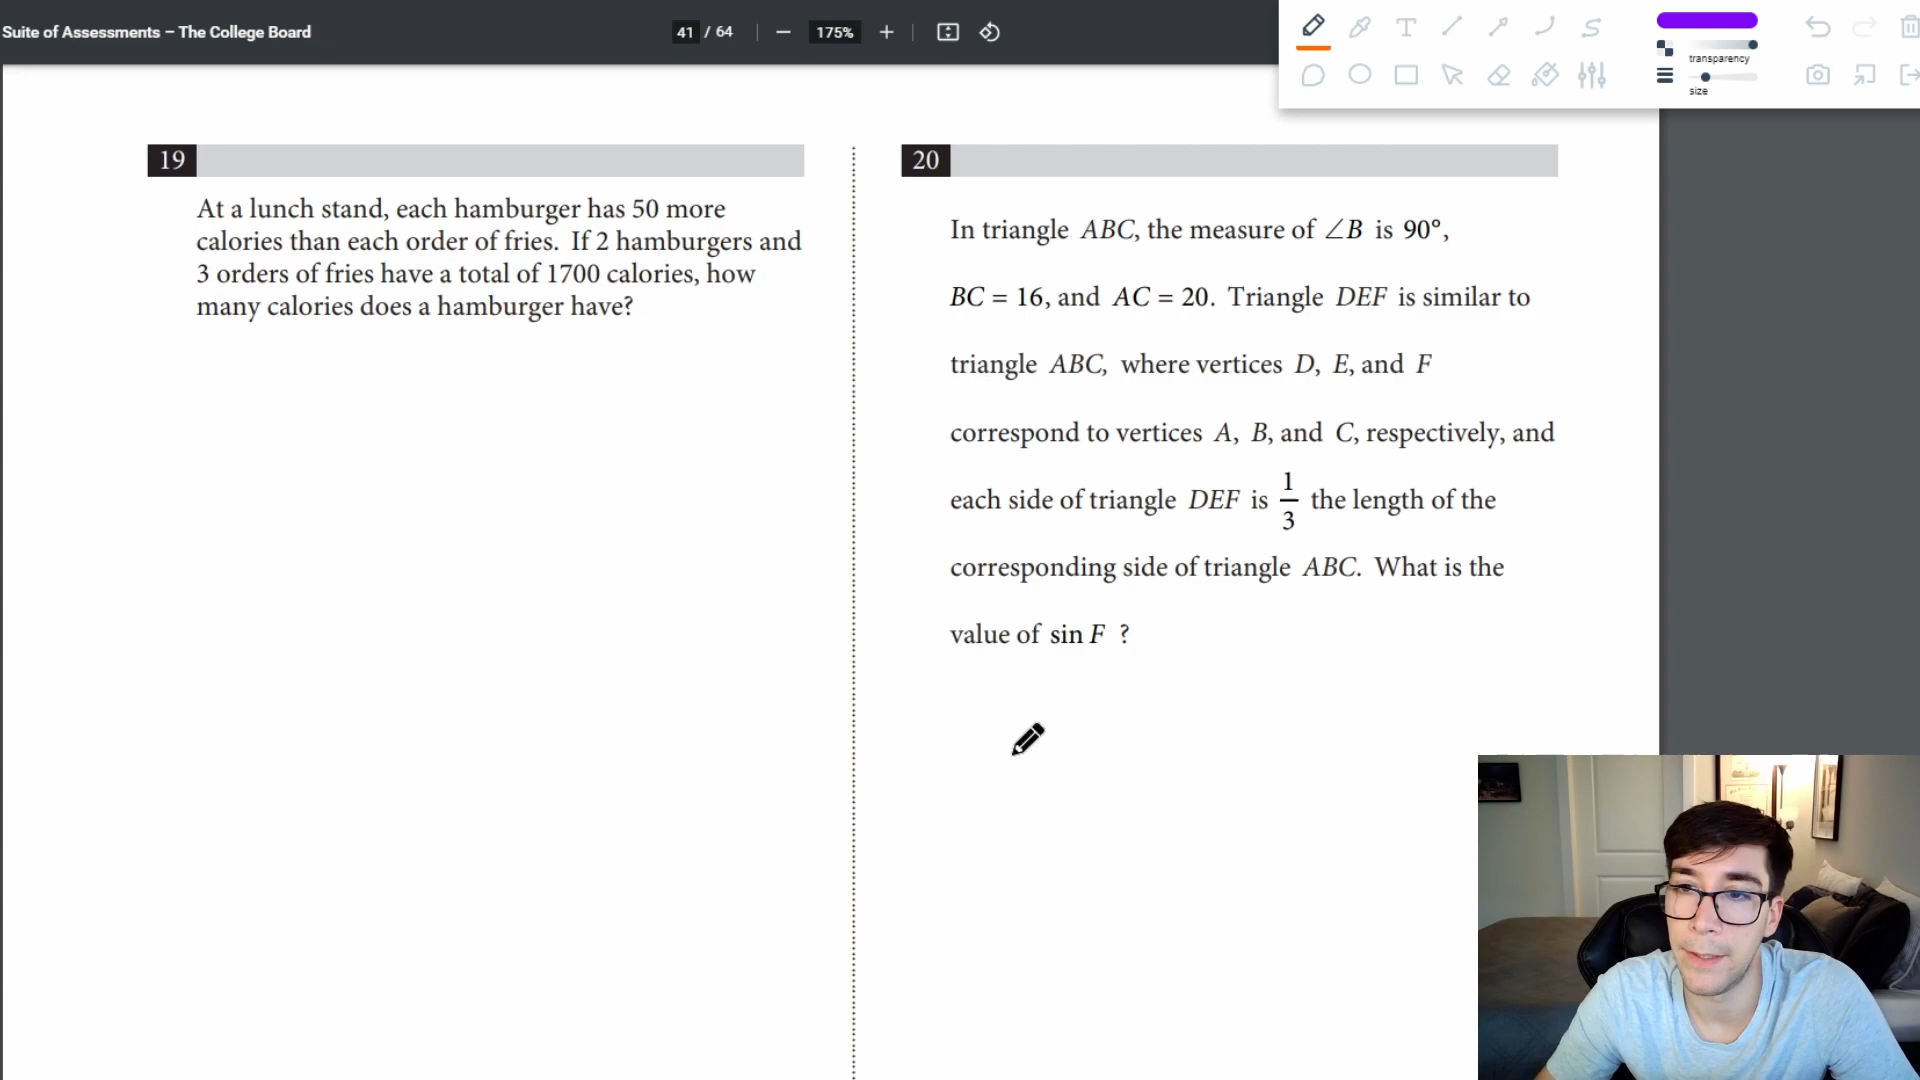 Suite of Assessments – The College Board
41 / 64
175%
transparency
size
19
At a lunch stand, each hamburger has 50 more
calories than each order of fries. If 2 hamburgers and
3 orders of fries have a total of 1700 calories, how
many calories does a hamburger have?
20
In triangle ABC, the measure of ∠B is 90°,
BC = 16, and AC = 20. Triangle DEF is similar to
triangle ABC, where vertices D, E, and F
correspond to vertices A, B, and C, respectively, and
each side of triangle DEF is 1/3 the length of the
corresponding side of triangle ABC. What is the
value of sin F ?